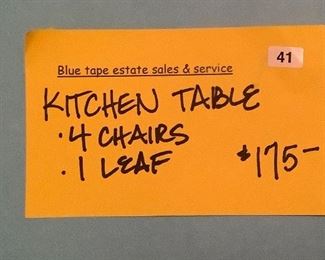 41
Blue tape estate sales & service
KITCHEN TABLE
· 4 CHAIRS
· 1 LEAF $175-